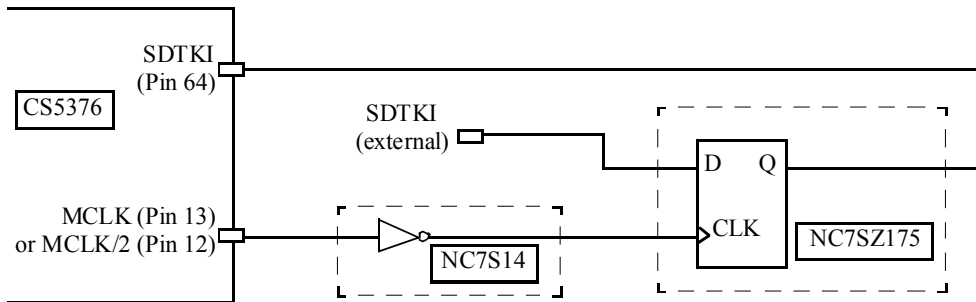 SDTKI
(Pin 64)
CS5376
SDTKI
(external)
D
Q
MCLK (Pin 13)
or MCLK/2 (Pin 12)
CLK
NC7S14
NC7SZ175